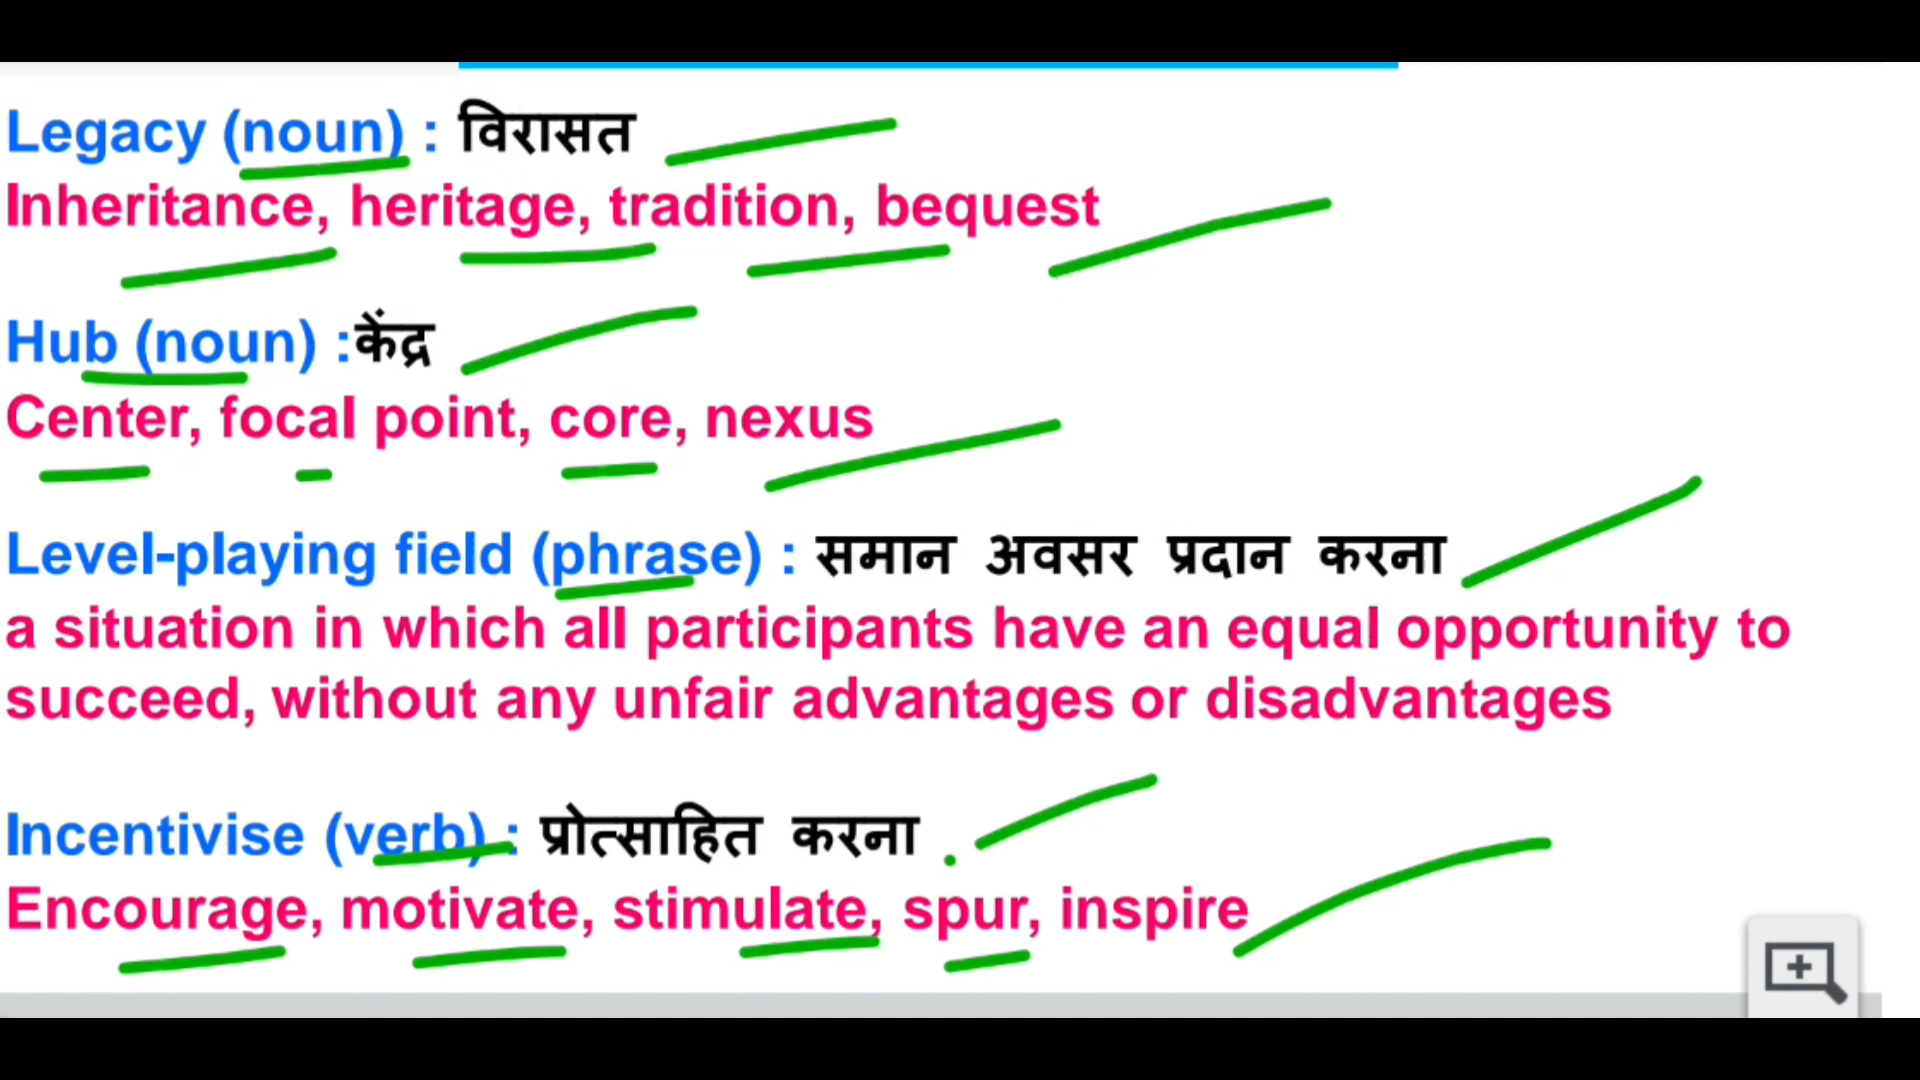 Legacy (noun) : विरासत
Inheritance, heritage, tradition, bequest
Hub (noun) :केंद्र
Center, focal point, core, nexus
Level-playing field (phrase) : समान अवसर प्रदान करना
a situation in which all participants have an equal opportunity to
succeed, without any unfair advantages or disadvantages
Incentivise (verb) : प्रोत्साहित करना
Encourage, motivate, stimulate, spur, inspire